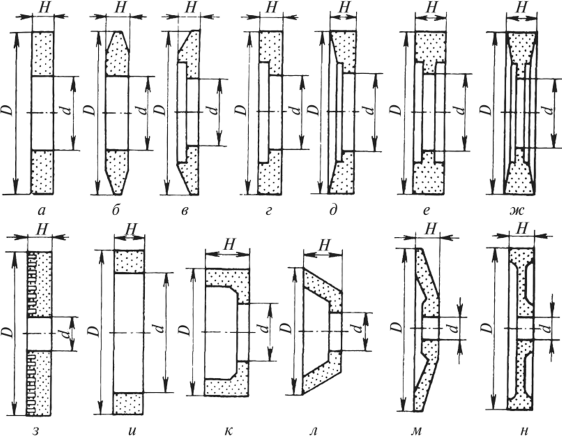 H H H H H H H
D d D d D d D d D d D d D d
а б в г д е ж
H H H H H H
D d D d D d D d D d D d
з и к л м н